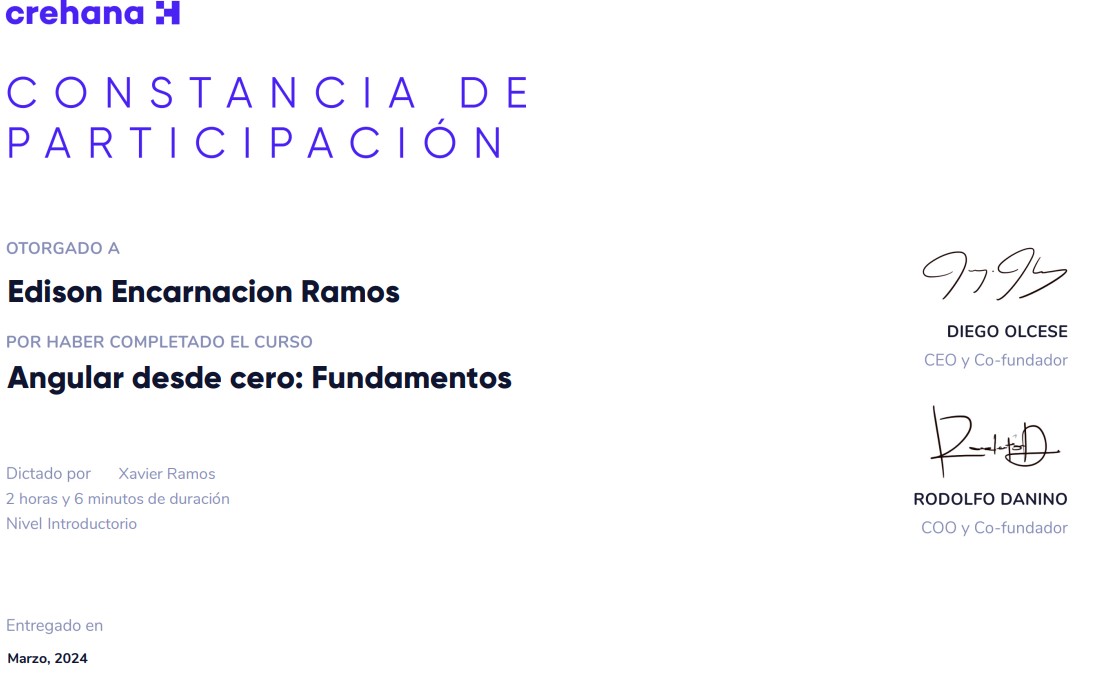 crehana
CONSTANCIA DE
PARTICIPACIÓN
OTORGADO A
Edison Encarnacion Ramos
POR HABER COMPLETADO EL CURSO
Angular desde cero: Fundamentos
Dictado por Xavier Ramos
2 horas y 6 minutos de duración
Nivel Introductorio
Entregado en
Marzo, 2024
DIEGO OLCESE
CEO y Co-fundador
RODOLFO DANINO
COO y Co-fundador